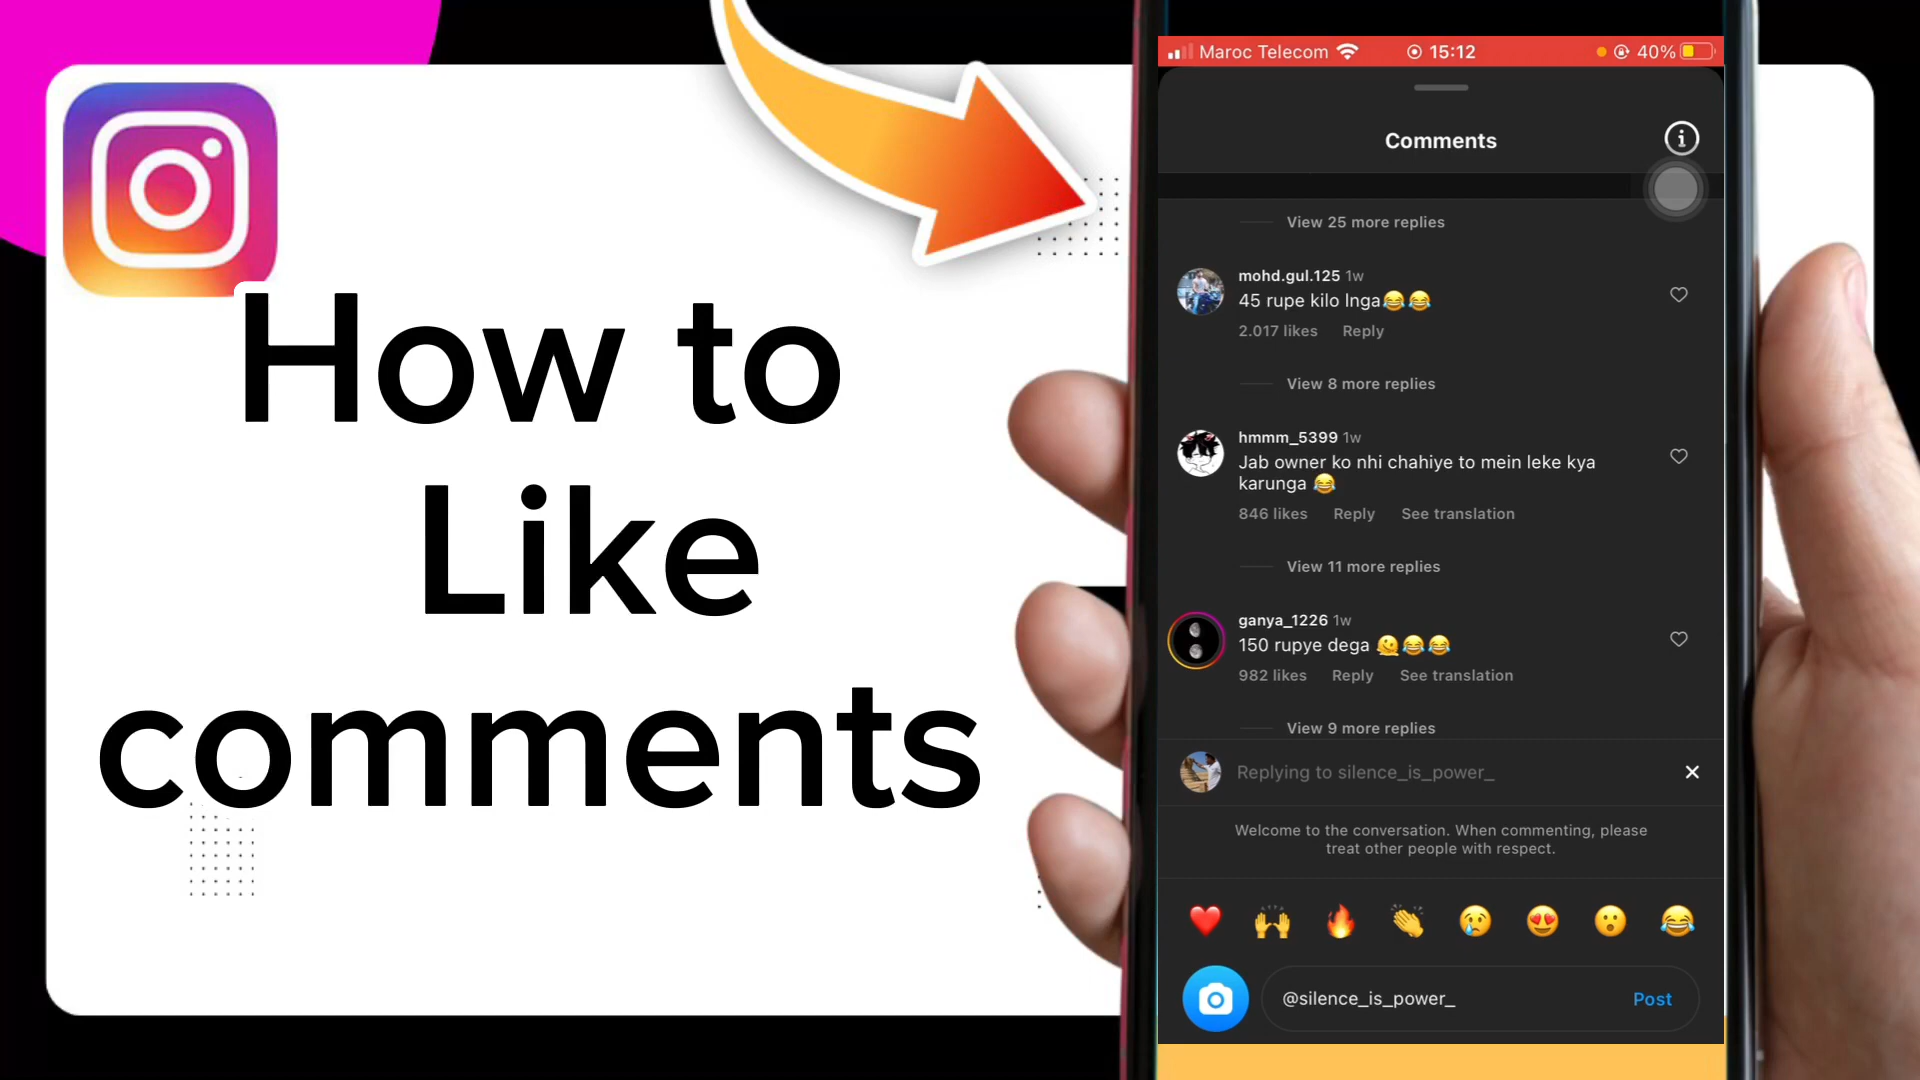 How to
Like
comments
Maroc Telecom
15:12
40%
Comments
View 25 more replies
mohd.gul.125 1w
45 rupe kilo lnga😂😂
2.017 likes Reply
View 8 more replies
hmmm_5399 1w
Jab owner ko nhi chahiye to mein leke kya
karunga 😂
846 likes Reply See translation
View 11 more replies
ganya_1226 1w
150 rupye dega 🫠😂😂
982 likes Reply See translation
View 9 more replies
Replying to silence_is_power_
Welcome to the conversation. When commenting, please
treat other people with respect.
@silence_is_power_ Post